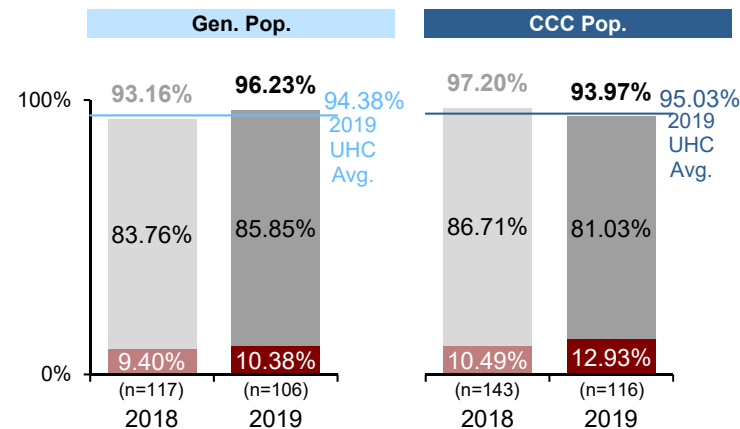 Gen. Pop.
CCC Pop.
100%
93.16%
96.23%
94.38%
2019
UHC
Avg.
97.20%
93.97%
95.03%
2019
UHC
Avg.
83.76%
85.85%
86.71%
81.03%
9.40%
10.38%
10.49%
12.93%
0%
(n=117)
(n=106)
(n=143)
(n=116)
2018
2019
2018
2019